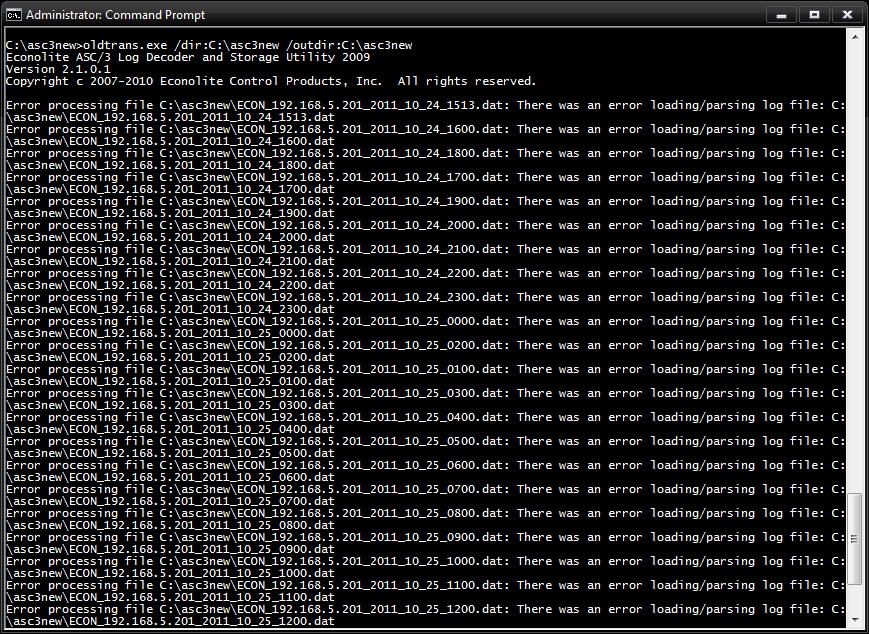 Administrator: Command Prompt
C:\asc3new>oldtrans.exe /dir:C:\asc3new /outdir:C:\asc3new
Econolite ASC/3 Log Decoder and Storage Utility 2009
Version 2.1.0.1
Copyright c 2007-2010 Econolite Control Products, Inc.  All rights reserved.
Error processing file C:\asc3new\ECON_192.168.5.201_2011_10_24_1513.dat: There was an error loading/parsing log file: C:
\asc3new\ECON_192.168.5.201_2011_10_24_1513.dat
Error processing file C:\asc3new\ECON_192.168.5.201_2011_10_24_1600.dat: There was an error loading/parsing log file: C:
\asc3new\ECON_192.168.5.201_2011_10_24_1600.dat
Error processing file C:\asc3new\ECON_192.168.5.201_2011_10_24_1800.dat: There was an error loading/parsing log file: C:
\asc3new\ECON_192.168.5.201_2011_10_24_1800.dat
Error processing file C:\asc3new\ECON_192.168.5.201_2011_10_24_1700.dat: There was an error loading/parsing log file: C:
\asc3new\ECON_192.168.5.201_2011_10_24_1700.dat
Error processing file C:\asc3new\ECON_192.168.5.201_2011_10_24_1900.dat: There was an error loading/parsing log file: C:
\asc3new\ECON_192.168.5.201_2011_10_24_1900.dat
Error processing file C:\asc3new\ECON_192.168.5.201_2011_10_24_2000.dat: There was an error loading/parsing log file: C:
\asc3new\ECON_192.168.5.201_2011_10_24_2000.dat
Error processing file C:\asc3new\ECON_192.168.5.201_2011_10_24_2100.dat: There was an error loading/parsing log file: C:
\asc3new\ECON_192.168.5.201_2011_10_24_2100.dat
Error processing file C:\asc3new\ECON_192.168.5.201_2011_10_24_2200.dat: There was an error loading/parsing log file: C:
\asc3new\ECON_192.168.5.201_2011_10_24_2200.dat
Error processing file C:\asc3new\ECON_192.168.5.201_2011_10_24_2300.dat: There was an error loading/parsing log file: C:
\asc3new\ECON_192.168.5.201_2011_10_24_2300.dat
Error processing file C:\asc3new\ECON_192.168.5.201_2011_10_25_0000.dat: There was an error loading/parsing log file: C:
\asc3new\ECON_192.168.5.201_2011_10_25_0000.dat
Error processing file C:\asc3new\ECON_192.168.5.201_2011_10_25_0200.dat: There was an error loading/parsing log file: C:
\asc3new\ECON_192.168.5.201_2011_10_25_0200.dat
Error processing file C:\asc3new\ECON_192.168.5.201_2011_10_25_0100.dat: There was an error loading/parsing log file: C:
\asc3new\ECON_192.168.5.201_2011_10_25_0100.dat
Error processing file C:\asc3new\ECON_192.168.5.201_2011_10_25_0300.dat: There was an error loading/parsing log file: C:
\asc3new\ECON_192.168.5.201_2011_10_25_0300.dat
Error processing file C:\asc3new\ECON_192.168.5.201_2011_10_25_0400.dat: There was an error loading/parsing log file: C:
\asc3new\ECON_192.168.5.201_2011_10_25_0400.dat
Error processing file C:\asc3new\ECON_192.168.5.201_2011_10_25_0500.dat: There was an error loading/parsing log file: C:
\asc3new\ECON_192.168.5.201_2011_10_25_0500.dat
Error processing file C:\asc3new\ECON_192.168.5.201_2011_10_25_0600.dat: There was an error loading/parsing log file: C:
\asc3new\ECON_192.168.5.201_2011_10_25_0600.dat
Error processing file C:\asc3new\ECON_192.168.5.201_2011_10_25_0700.dat: There was an error loading/parsing log file: C:
\asc3new\ECON_192.168.5.201_2011_10_25_0700.dat
Error processing file C:\asc3new\ECON_192.168.5.201_2011_10_25_0800.dat: There was an error loading/parsing log file: C:
\asc3new\ECON_192.168.5.201_2011_10_25_0800.dat
Error processing file C:\asc3new\ECON_192.168.5.201_2011_10_25_0900.dat: There was an error loading/parsing log file: C:
\asc3new\ECON_192.168.5.201_2011_10_25_0900.dat
Error processing file C:\asc3new\ECON_192.168.5.201_2011_10_25_1000.dat: There was an error loading/parsing log file: C:
\asc3new\ECON_192.168.5.201_2011_10_25_1000.dat
Error processing file C:\asc3new\ECON_192.168.5.201_2011_10_25_1100.dat: There was an error loading/parsing log file: C:
\asc3new\ECON_192.168.5.201_2011_10_25_1100.dat
Error processing file C:\asc3new\ECON_192.168.5.201_2011_10_25_1200.dat: There was an error loading/parsing log file: C:
\asc3new\ECON_192.168.5.201_2011_10_25_1200.dat